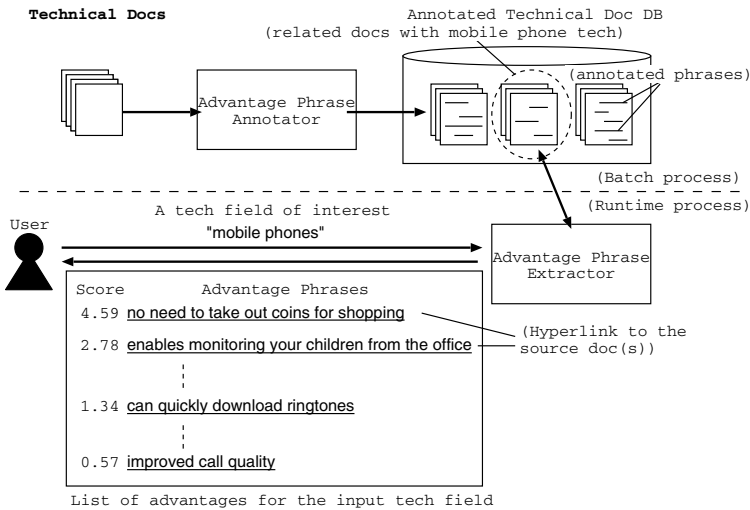 Technical Docs
Annotated Technical Doc DB
(related docs with mobile phone tech)
(annotated phrases)
Advantage Phrase
Annotator
(Batch process)
(Runtime process)
User
A tech field of interest
"mobile phones"
Advantage Phrase
Extractor
Score Advantage Phrases
4.59 no need to take out coins for shopping
2.78 enables monitoring your children from the office
(Hyperlink to the
source doc(s))
1.34 can quickly download ringtones
0.57 improved call quality
List of advantages for the input tech field